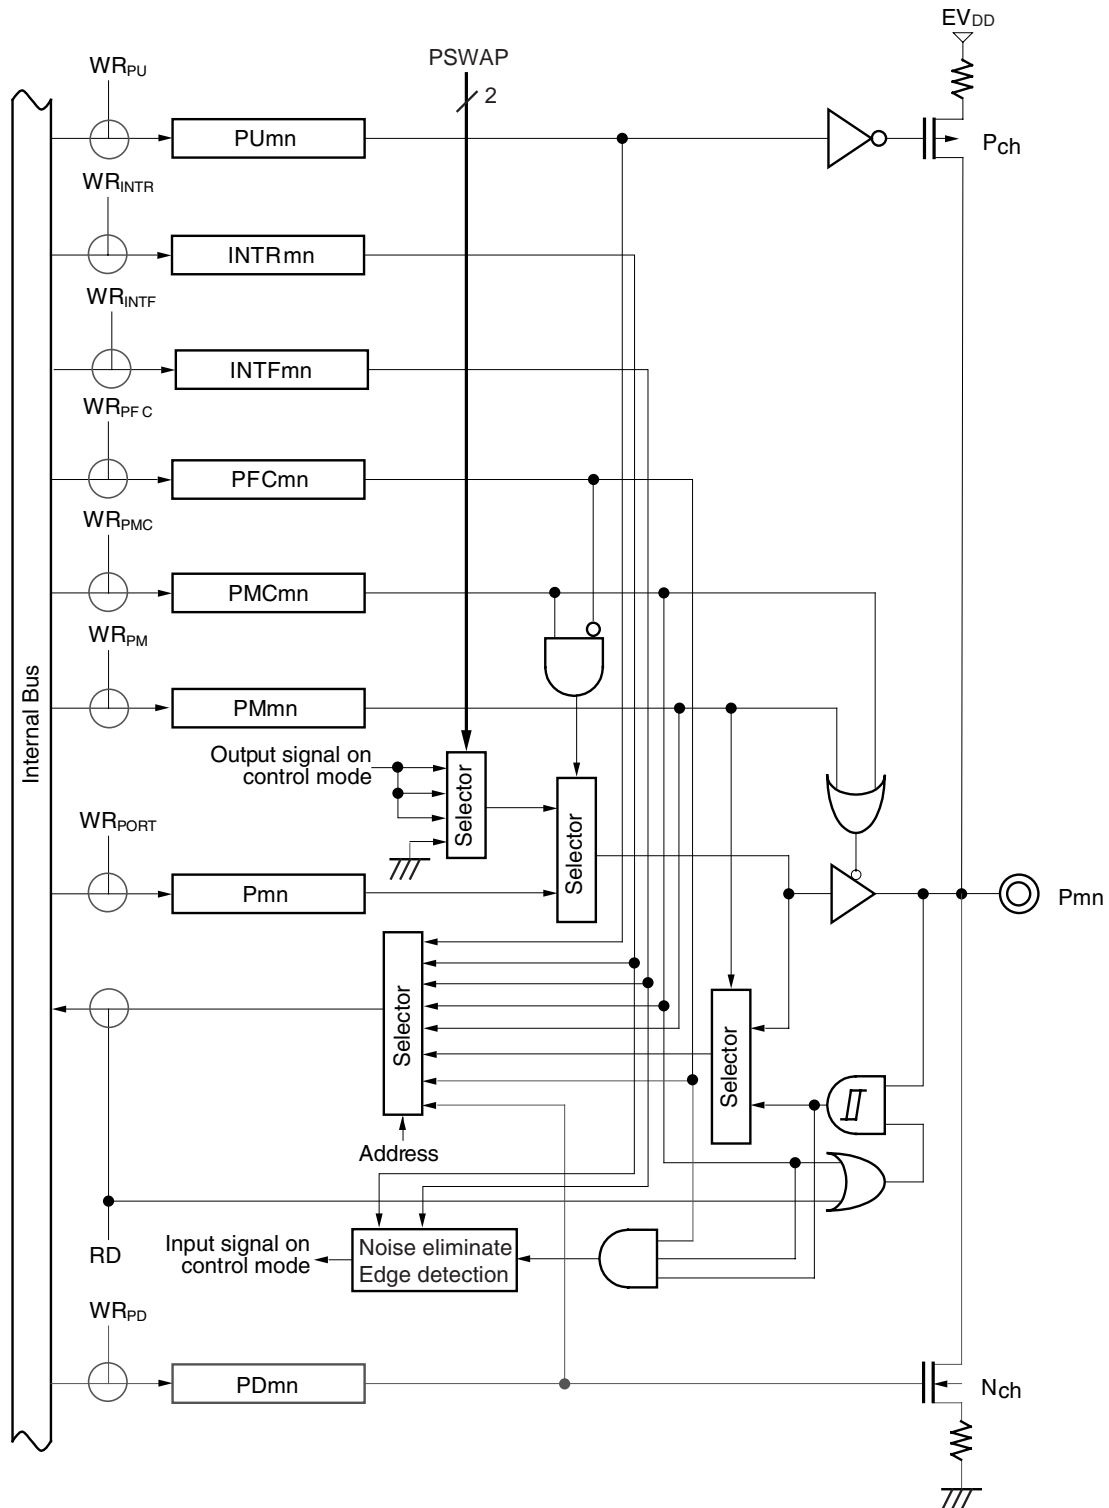 EVDD
PSWAP
2
WRPU
PUmn
Pch
WRINTR
INTRmn
WRINTF
INTFmn
WRPFC
PFCmn
WRPMC
PMCmn
WRPM
PMmn
Internal Bus
Output signal on
control mode
Selector
Selector
WRPORT
Pmn
Pmn
Selector
Selector
Address
RD
Input signal on
control mode
Noise eliminate
Edge detection
WRPD
PDmn
Nch